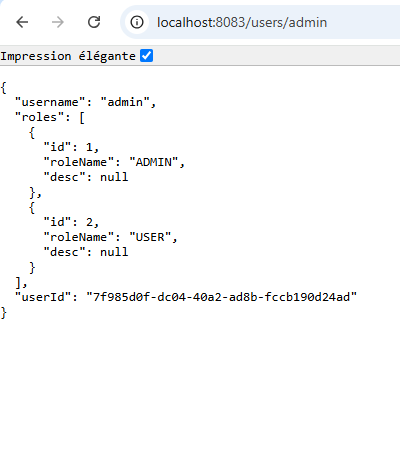 localhost:8083/users/admin
Impression élégante
{
  "username": "admin",
  "roles": [
    {
      "id": 1,
      "roleName": "ADMIN",
      "desc": null
    },
    {
      "id": 2,
      "roleName": "USER",
      "desc": null
    }
  ],
  "userId": "7f985d0f-dc04-40a2-ad8b-fccb190d24ad"
}